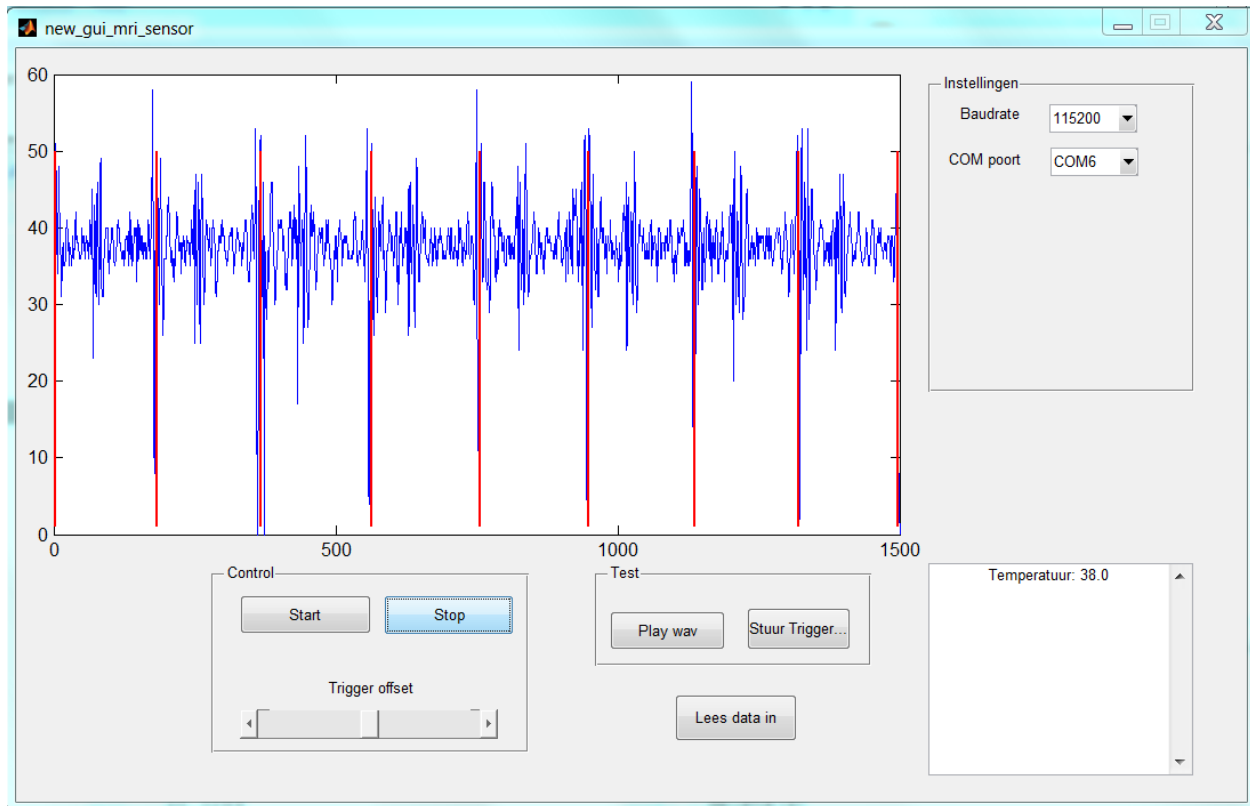 new_gui_mri_sensor
60
50
40
30
20
10
0
0 500 1000 1500
Instellingen
Baudrate 115200
COM poort COM6
Control
Start Stop
Trigger offset
Test
Play wav Stuur Trigger...
Lees data in
Temperatuur: 38.0